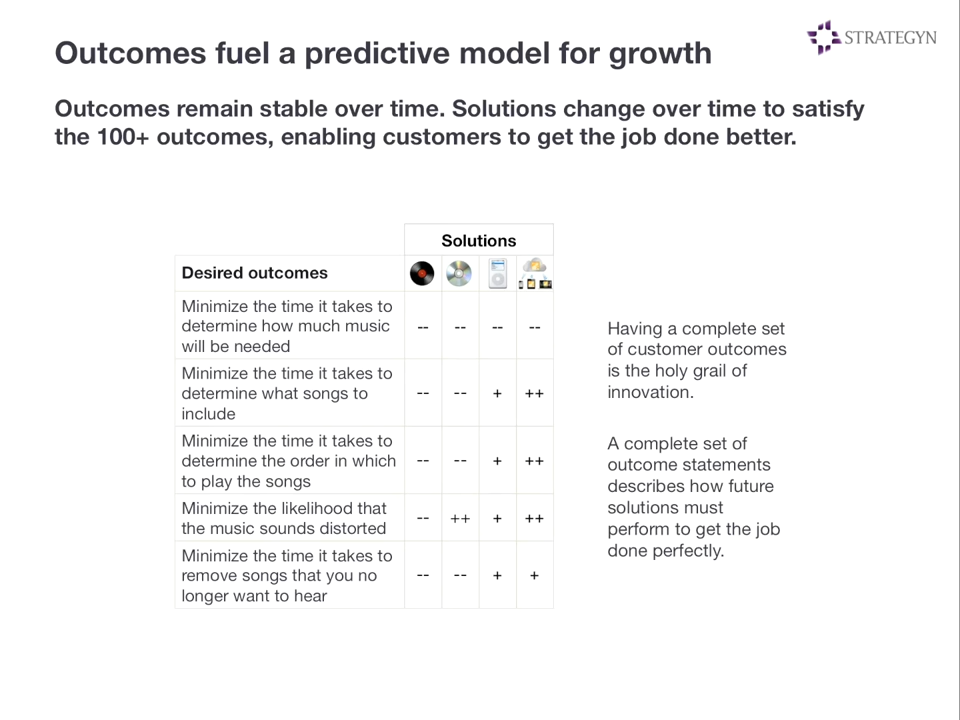 Outcomes fuel a predictive model for growth
STRATEGYN
Outcomes remain stable over time. Solutions change over time to satisfy
the 100+ outcomes, enabling customers to get the job done better.
Solutions
Desired outcomes
Minimize the time it takes to
determine how much music
will be needed
-- -- -- --
Minimize the time it takes to
determine what songs to
include
-- -- + ++
Minimize the time it takes to
determine the order in which
to play the songs
-- -- + ++
Minimize the likelihood that
the music sounds distorted
-- ++ + ++
Minimize the time it takes to
remove songs that you no
longer want to hear
-- -- + +
Having a complete set
of customer outcomes
is the holy grail of
innovation.
A complete set of
outcome statements
describes how future
solutions must
perform to get the job
done perfectly.